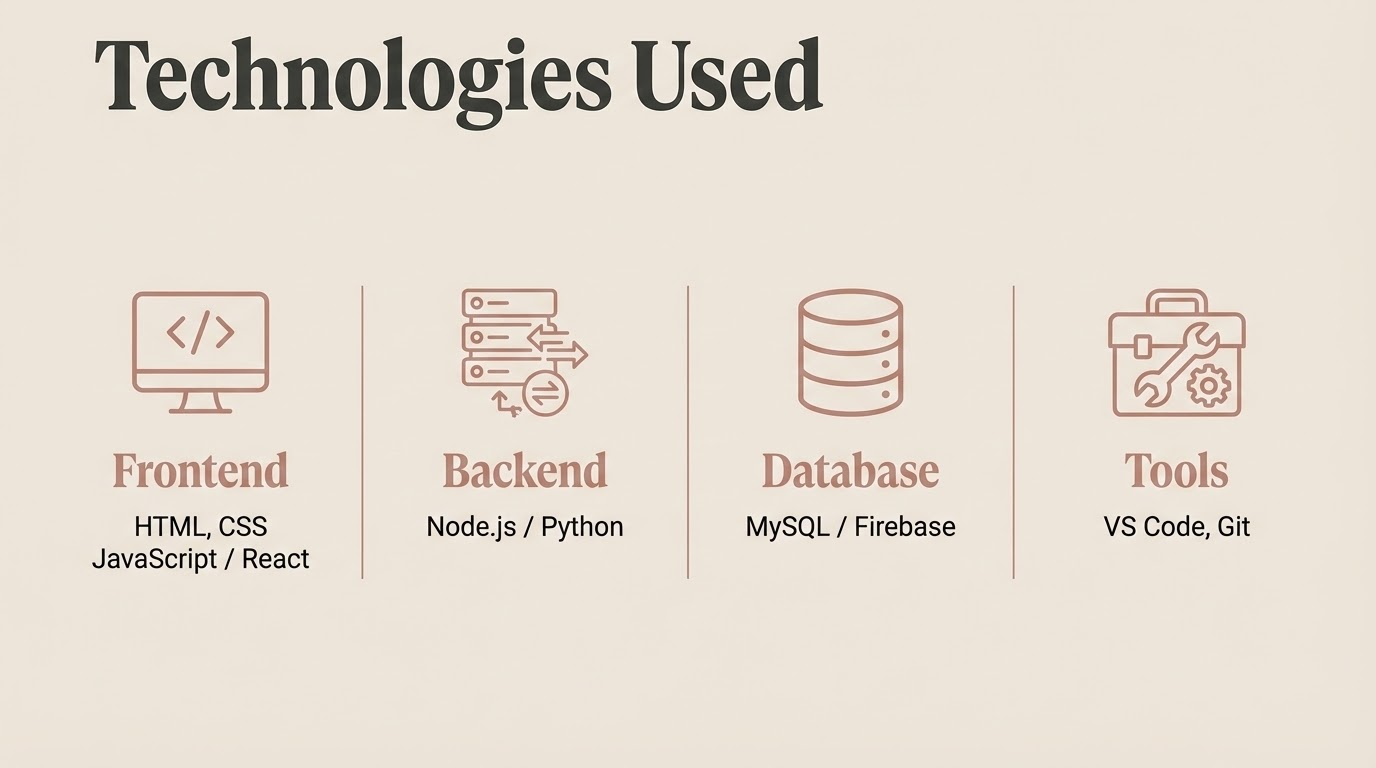 Technologies Used
Frontend
HTML, CSS
JavaScript / React
Backend
Node.js / Python
Database
MySQL / Firebase
Tools
VS Code, Git